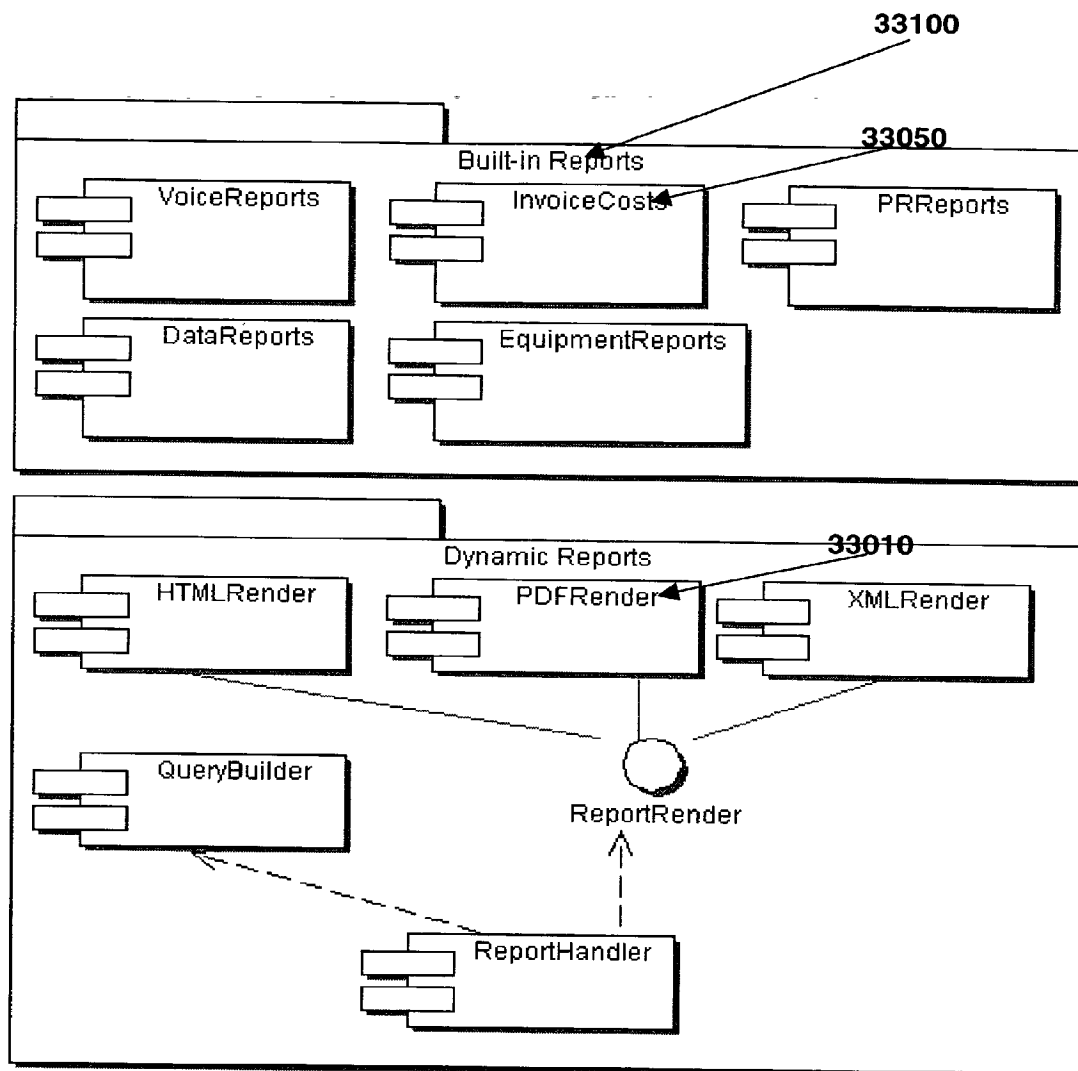 33100
33050
Built-in Reports
VoiceReports
InvoiceCosts
PRReports
DataReports
EquipmentReports
33010
Dynamic Reports
HTMLRender
PDFRender
XMLRender
QueryBuilder
ReportRender
ReportHandler